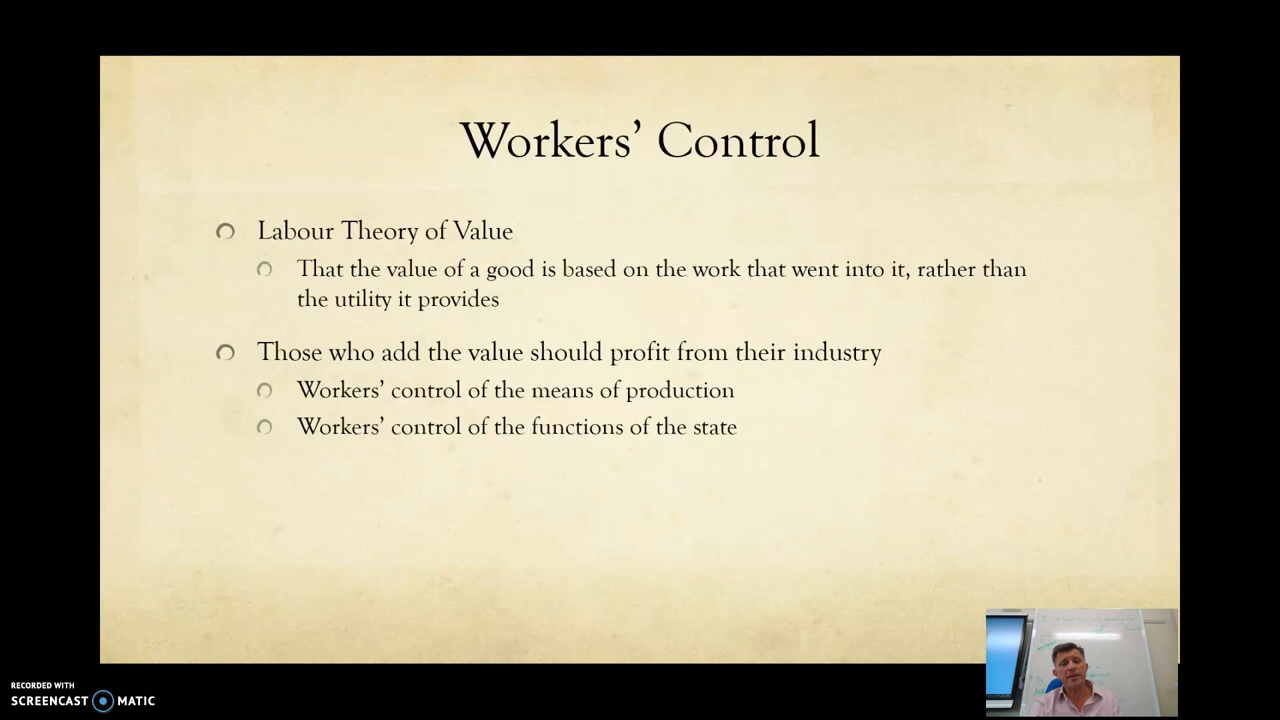 Workers’ Control
Labour Theory of Value
That the value of a good is based on the work that went into it, rather than
the utility it provides
Those who add the value should profit from their industry
Workers’ control of the means of production
Workers’ control of the functions of the state
RECORDED WITH
SCREENCAST MATIC